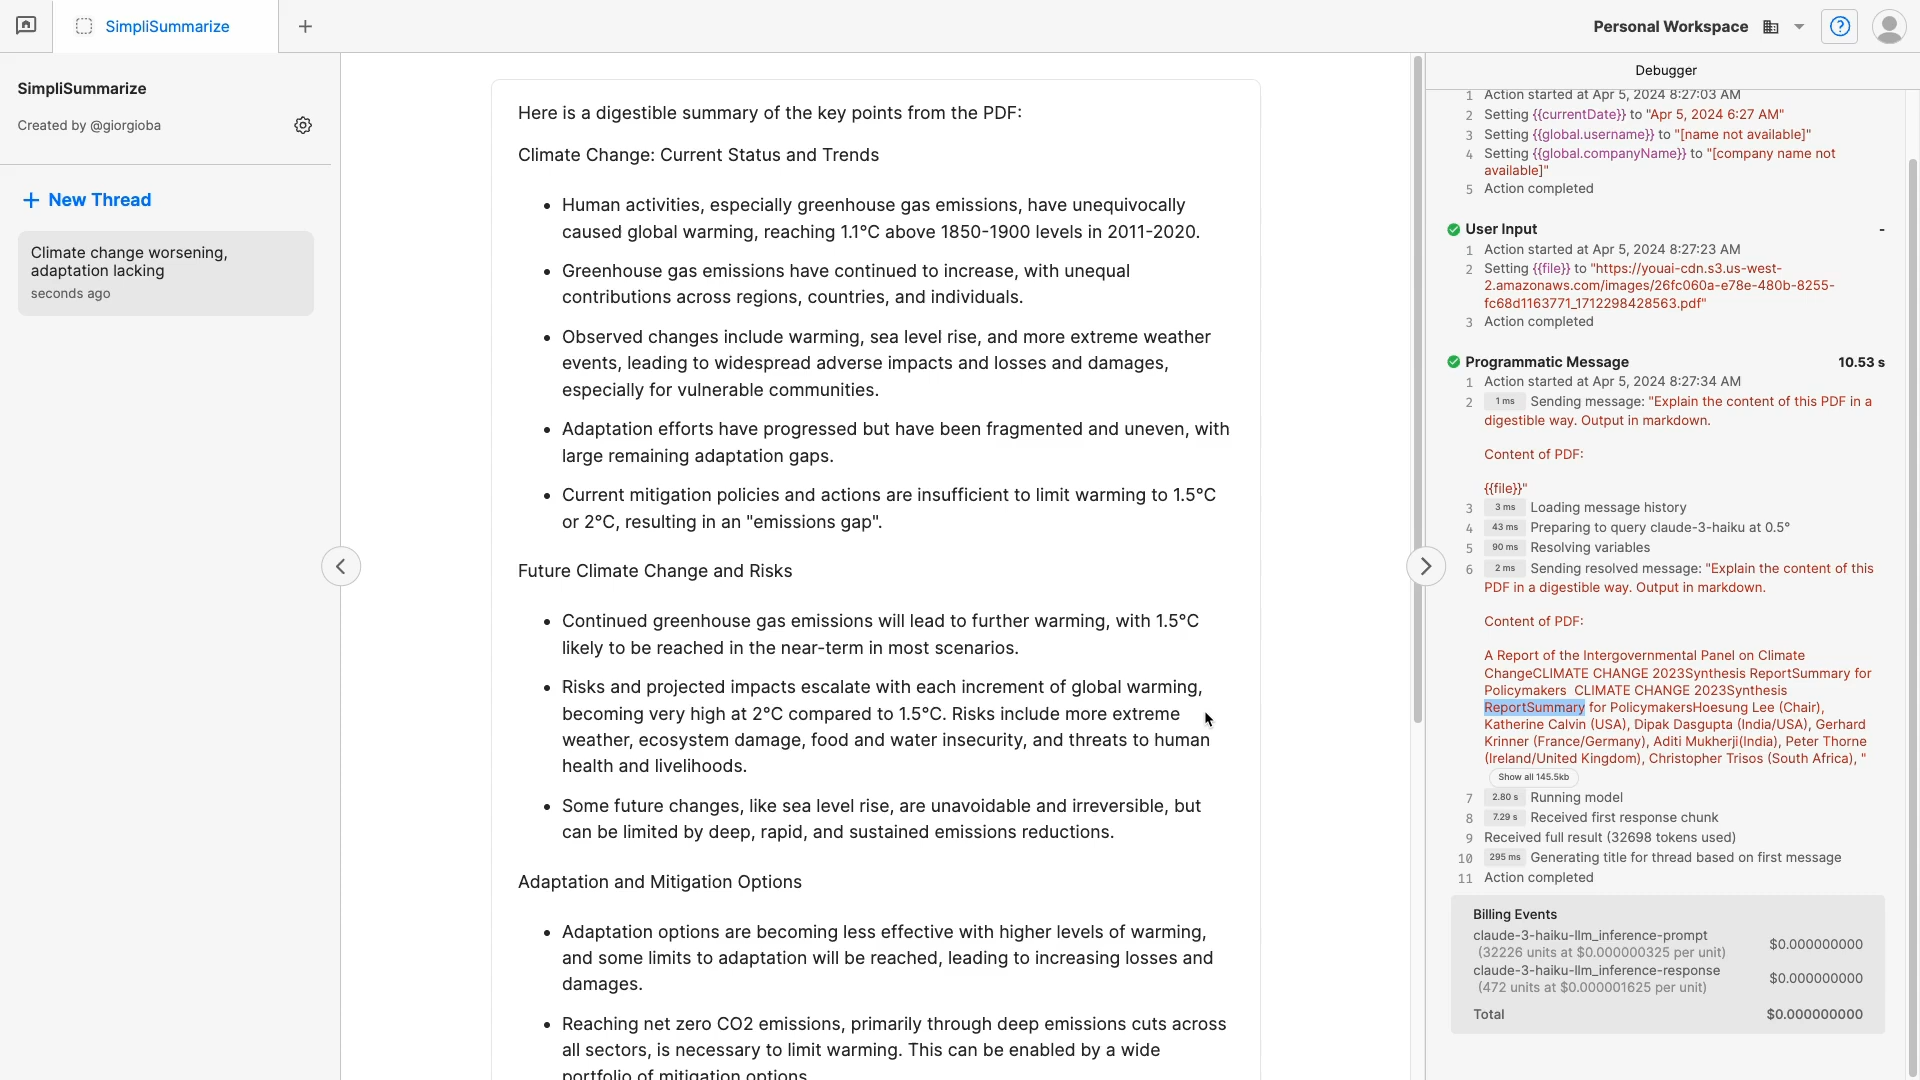 SimpliSummarize
Personal Workspace
SimpliSummarize
Created by @giorgioba
New Thread
Climate change worsening,
adaptation lacking
seconds ago
Here is a digestible summary of the key points from the PDF:
Climate Change: Current Status and Trends
• Human activities, especially greenhouse gas emissions, have unequivocally
caused global warming, reaching 1.1°C above 1850-1900 levels in 2011-2020.
• Greenhouse gas emissions have continued to increase, with unequal
contributions across regions, countries, and individuals.
• Observed changes include warming, sea level rise, and more extreme weather
events, leading to widespread adverse impacts and losses and damages,
especially for vulnerable communities.
• Adaptation efforts have progressed but have been fragmented and uneven, with
large remaining adaptation gaps.
• Current mitigation policies and actions are insufficient to limit warming to 1.5°C
or 2°C, resulting in an "emissions gap".
Future Climate Change and Risks
• Continued greenhouse gas emissions will lead to further warming, with 1.5°C
likely to be reached in the near-term in most scenarios.
• Risks and projected impacts escalate with each increment of global warming,
becoming very high at 2°C compared to 1.5°C. Risks include more extreme
weather, ecosystem damage, food and water insecurity, and threats to human
health and livelihoods.
• Some future changes, like sea level rise, are unavoidable and irreversible, but
can be limited by deep, rapid, and sustained emissions reductions.
Adaptation and Mitigation Options
• Adaptation options are becoming less effective with higher levels of warming,
and some limits to adaptation will be reached, leading to increasing losses and
damages.
• Reaching net zero CO2 emissions, primarily through deep emissions cuts across
all sectors, is necessary to limit warming. This can be enabled by a wide
portfolio of mitigation options.
Debugger
1 Action started at Apr 5, 2024 8:27:03 AM
2 Setting {{currentDate}} to "Apr 5, 2024 6:27 AM"
3 Setting {{global.username}} to "[name not available]"
4 Setting {{global.companyName}} to "[company name not
available]"
5 Action completed
User Input -
1 Action started at Apr 5, 2024 8:27:23 AM
2 Setting {{file}} to "https://youai-cdn.s3.us-west-
2.amazonaws.com/images/26fc060a-e78e-480b-8255-
fc68d1163771_1712298428563.pdf"
3 Action completed
Programmatic Message 10.53 s
1 Action started at Apr 5, 2024 8:27:34 AM
2 1 ms Sending message: "Explain the content of this PDF in a
digestible way. Output in markdown.
Content of PDF:
{{file}}"
3 3 ms Loading message history
4 43 ms Preparing to query claude-3-haiku at 0.5°
5 90 ms Resolving variables
6 2 ms Sending resolved message: "Explain the content of this
PDF in a digestible way. Output in markdown.
Content of PDF:
A Report of the Intergovernmental Panel on Climate
ChangeCLIMATE CHANGE 2023Synthesis ReportSummary for
Policymakers CLIMATE CHANGE 2023Synthesis
ReportSummary for PolicymakersHoesung Lee (Chair),
Katherine Calvin (USA), Dipak Dasgupta (India/USA), Gerhard
Krinner (France/Germany), Aditi Mukherji(India), Peter Thorne
(Ireland/United Kingdom), Christopher Trisos (South Africa), "
Show all 145.5kb
7 2.80 s Running model
8 7.29 s Received first response chunk
9 Received full result (32698 tokens used)
10 295 ms Generating title for thread based on first message
11 Action completed
Billing Events
claude-3-haiku-llm_inference-prompt
(32226 units at $0.000000325 per unit) $0.000000000
claude-3-haiku-llm_inference-response
(472 units at $0.000001625 per unit) $0.000000000
Total $0.000000000